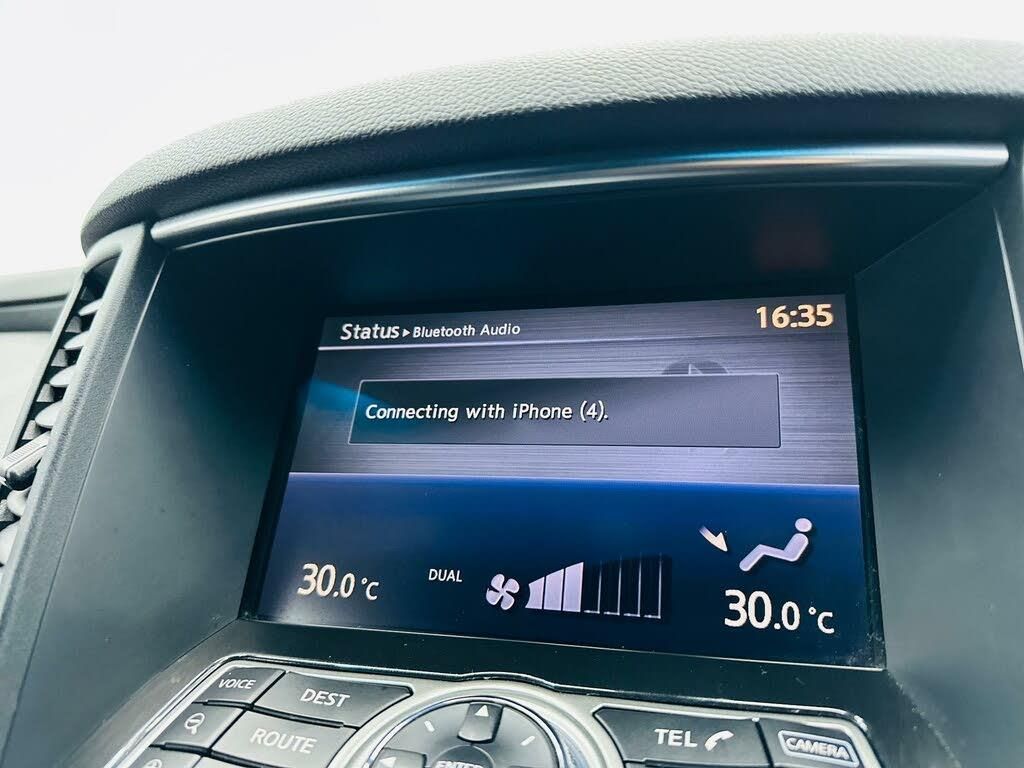 Status ▸ Bluetooth Audio
16:35
Connecting with iPhone (4).
30.0 °C
DUAL
30.0 °C
VOICE
DEST
ROUTE
ENTER
TEL
CAMERA